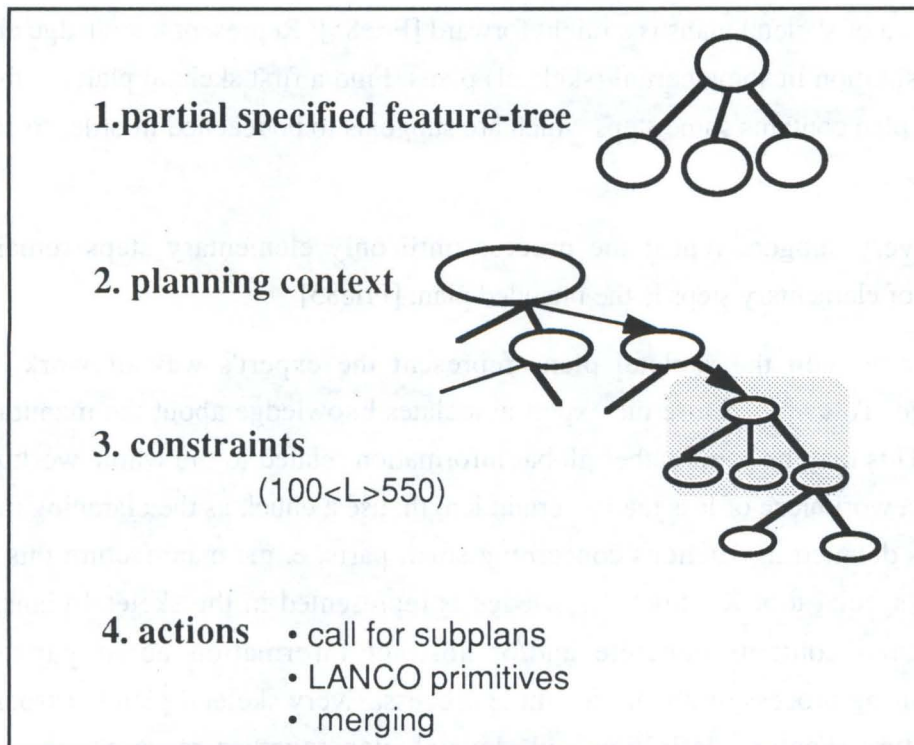 1.partial specified feature-tree
2. planning context
3. constraints
(100<L>550)
4. actions
• call for subplans
• LANCO primitives
• merging